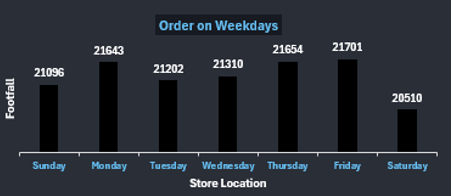 Order on Weekdays
21096 21643 21202 21310 21654 21701 20510
Footfall
Sunday Monday Tuesday Wednesday Thursday Friday Saturday
Store Location